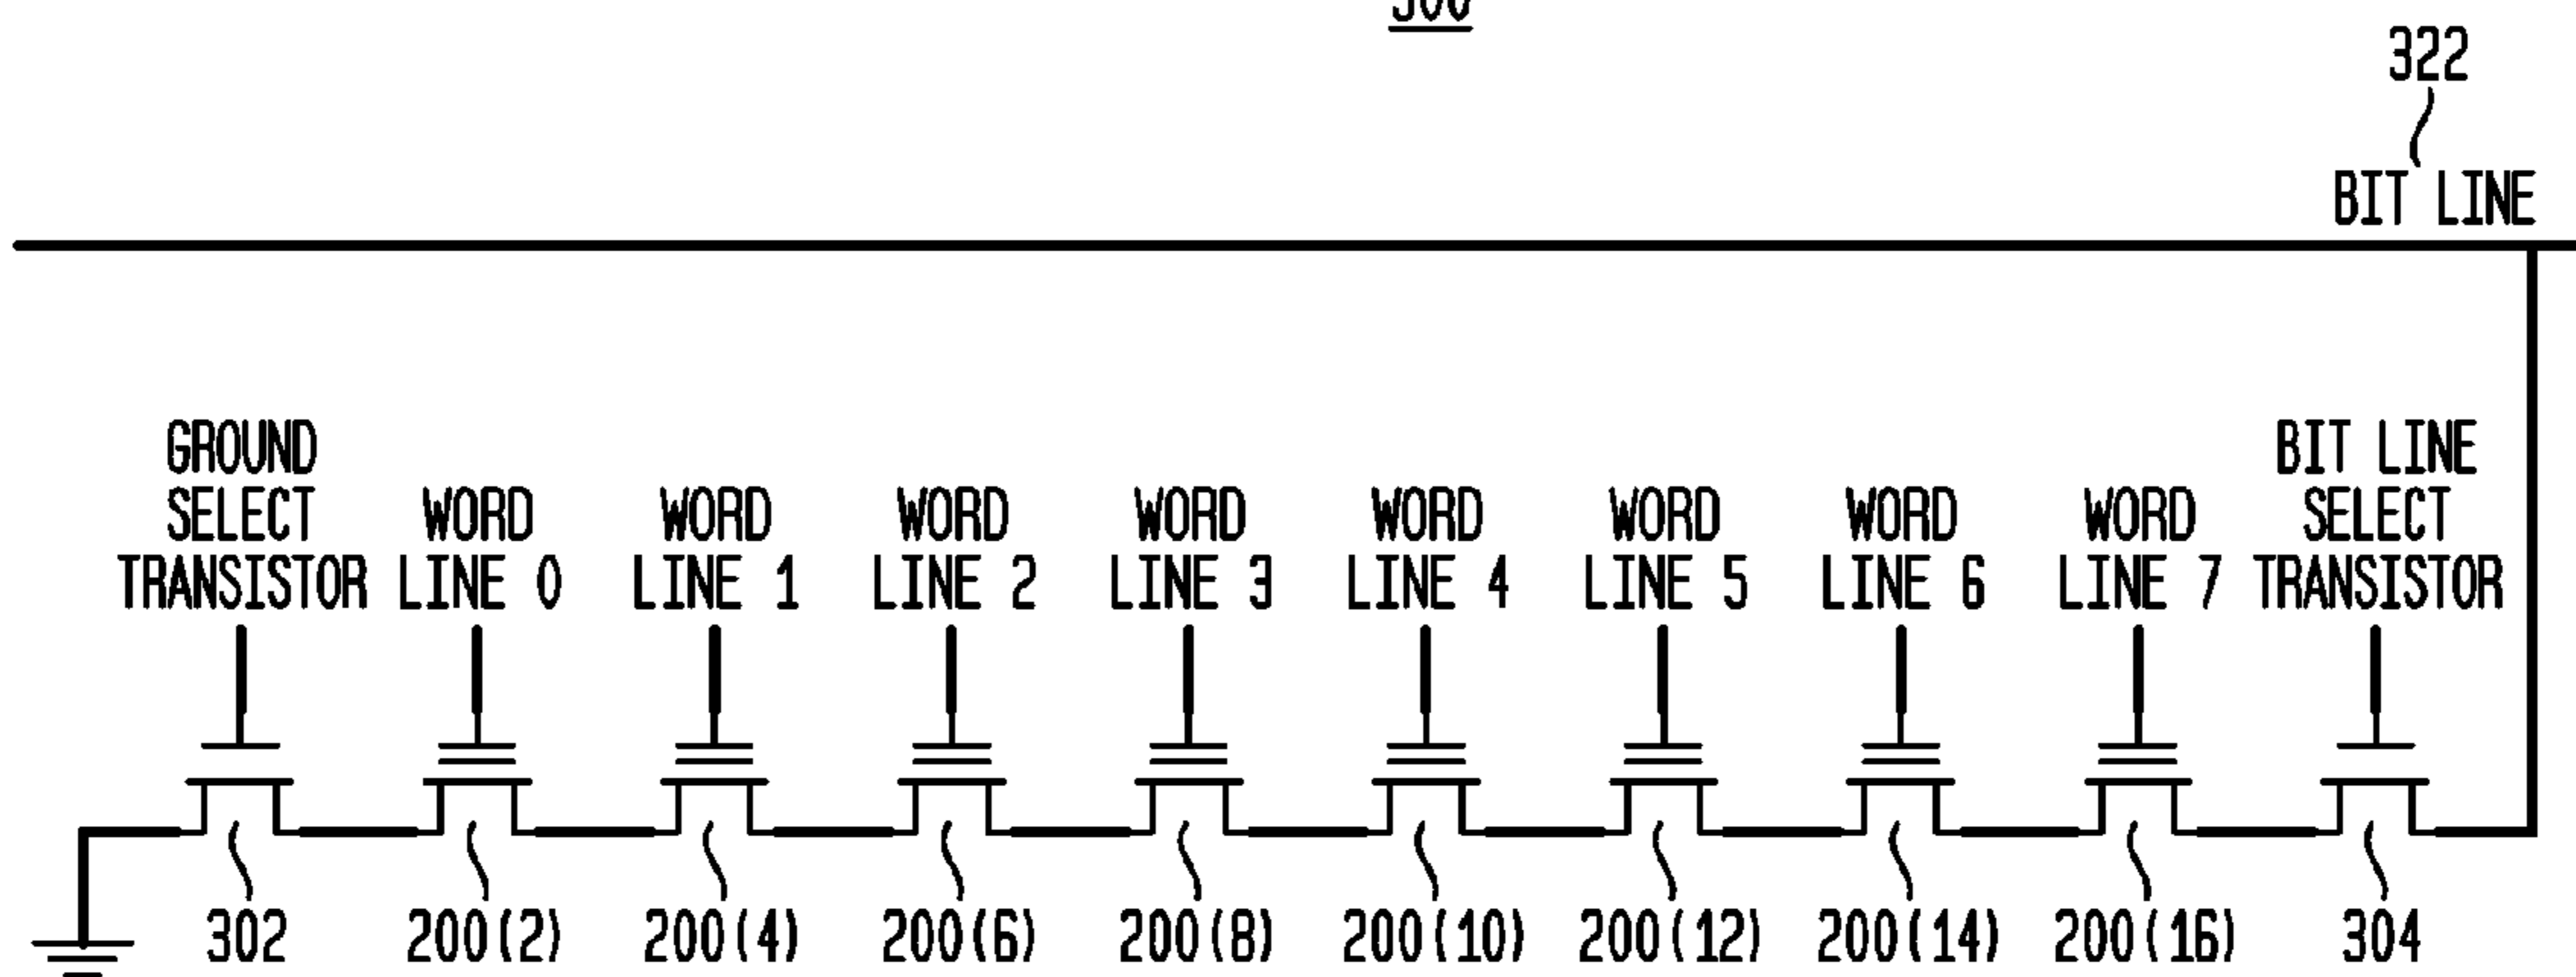 322
BIT LINE
GROUND SELECT TRANSISTOR
WORD LINE 0
WORD LINE 1
WORD LINE 2
WORD LINE 3
WORD LINE 4
WORD LINE 5
WORD LINE 6
WORD LINE 7
BIT LINE SELECT TRANSISTOR
302
200(2)
200(4)
200(6)
200(8)
200(10)
200(12)
200(14)
200(16)
304